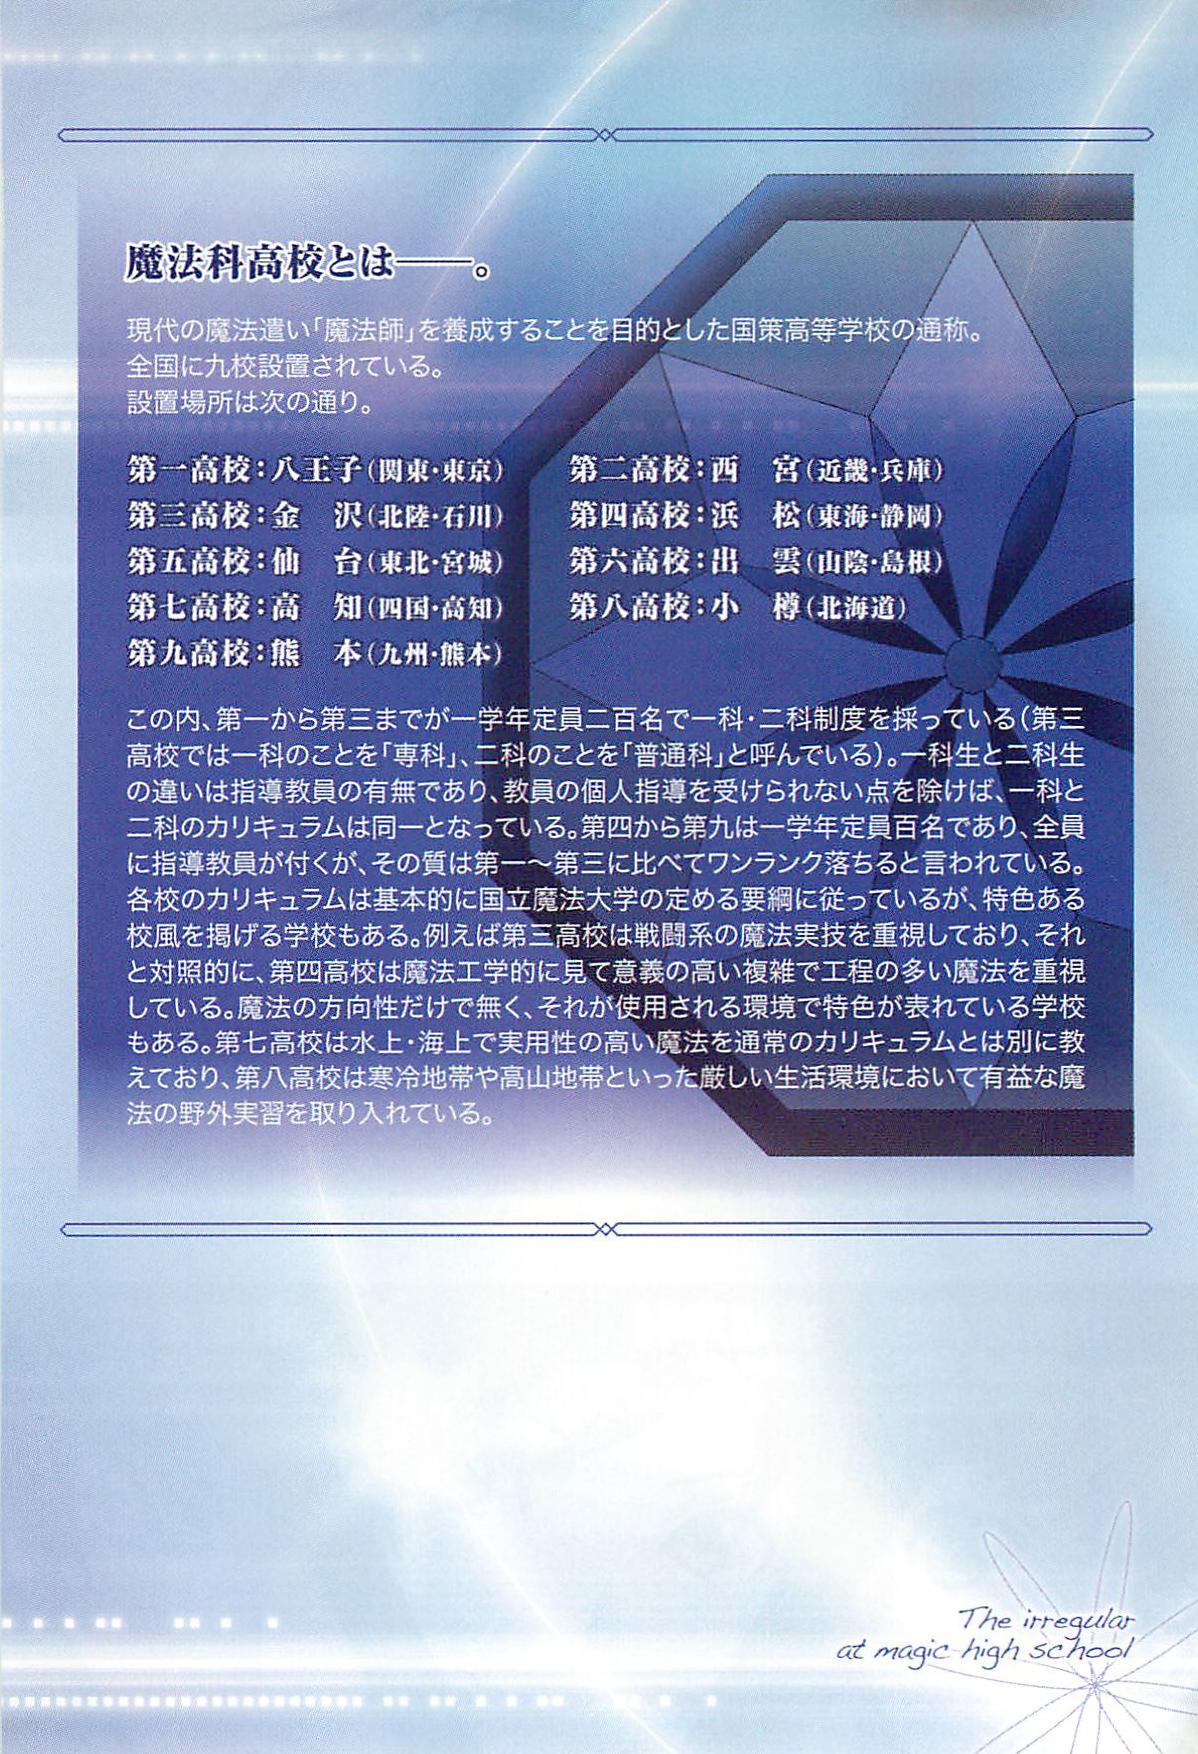 魔法科高校とは――。
現代の魔法遣い「魔法師」を養成することを目的とした国策高等学校の通称。
全国に九校設置されている。
設置場所は次の通り。
第一高校：八王子（関東・東京）　第二高校：西　宮（近畿・兵庫）
第三高校：金　沢（北陸・石川）　第四高校：浜　松（東海・静岡）
第五高校：仙　台（東北・宮城）　第六高校：出　雲（山陰・島根）
第七高校：高　知（四国・高知）　第八高校：小　樽（北海道）
第九高校：熊　本（九州・熊本）
この内、第一から第三までが一学年定員二百名で一科・二科制度を採っている（第三
高校では一科のことを「専科」、二科のことを「普通科」と呼んでいる）。一科生と二科生
の違いは指導教員の有無であり、教員の個人指導を受けられない点を除けば、一科と
二科のカリキュラムは同一となっている。第四から第九は一学年定員百名であり、全員
に指導教員が付くが、その質は第一～第三に比べてワンランク落ちると言われている。
各校のカリキュラムは基本的に国立魔法大学の定める要綱に従っているが、特色ある
校風を掲げる学校もある。例えば第三高校は戦闘系の魔法実技を重視しており、それ
と対照的に、第四高校は魔法工学的に見て意義の高い複雑で工程の多い魔法を重視
している。魔法の方向性だけで無く、それが使用される環境で特色が表れている学校
もある。第七高校は水上・海上で実用性の高い魔法を通常のカリキュラムとは別に教
えており、第八高校は寒冷地帯や高山地帯といった厳しい生活環境において有益な魔
法の野外実習を取り入れている。
The irregular
at magic high school